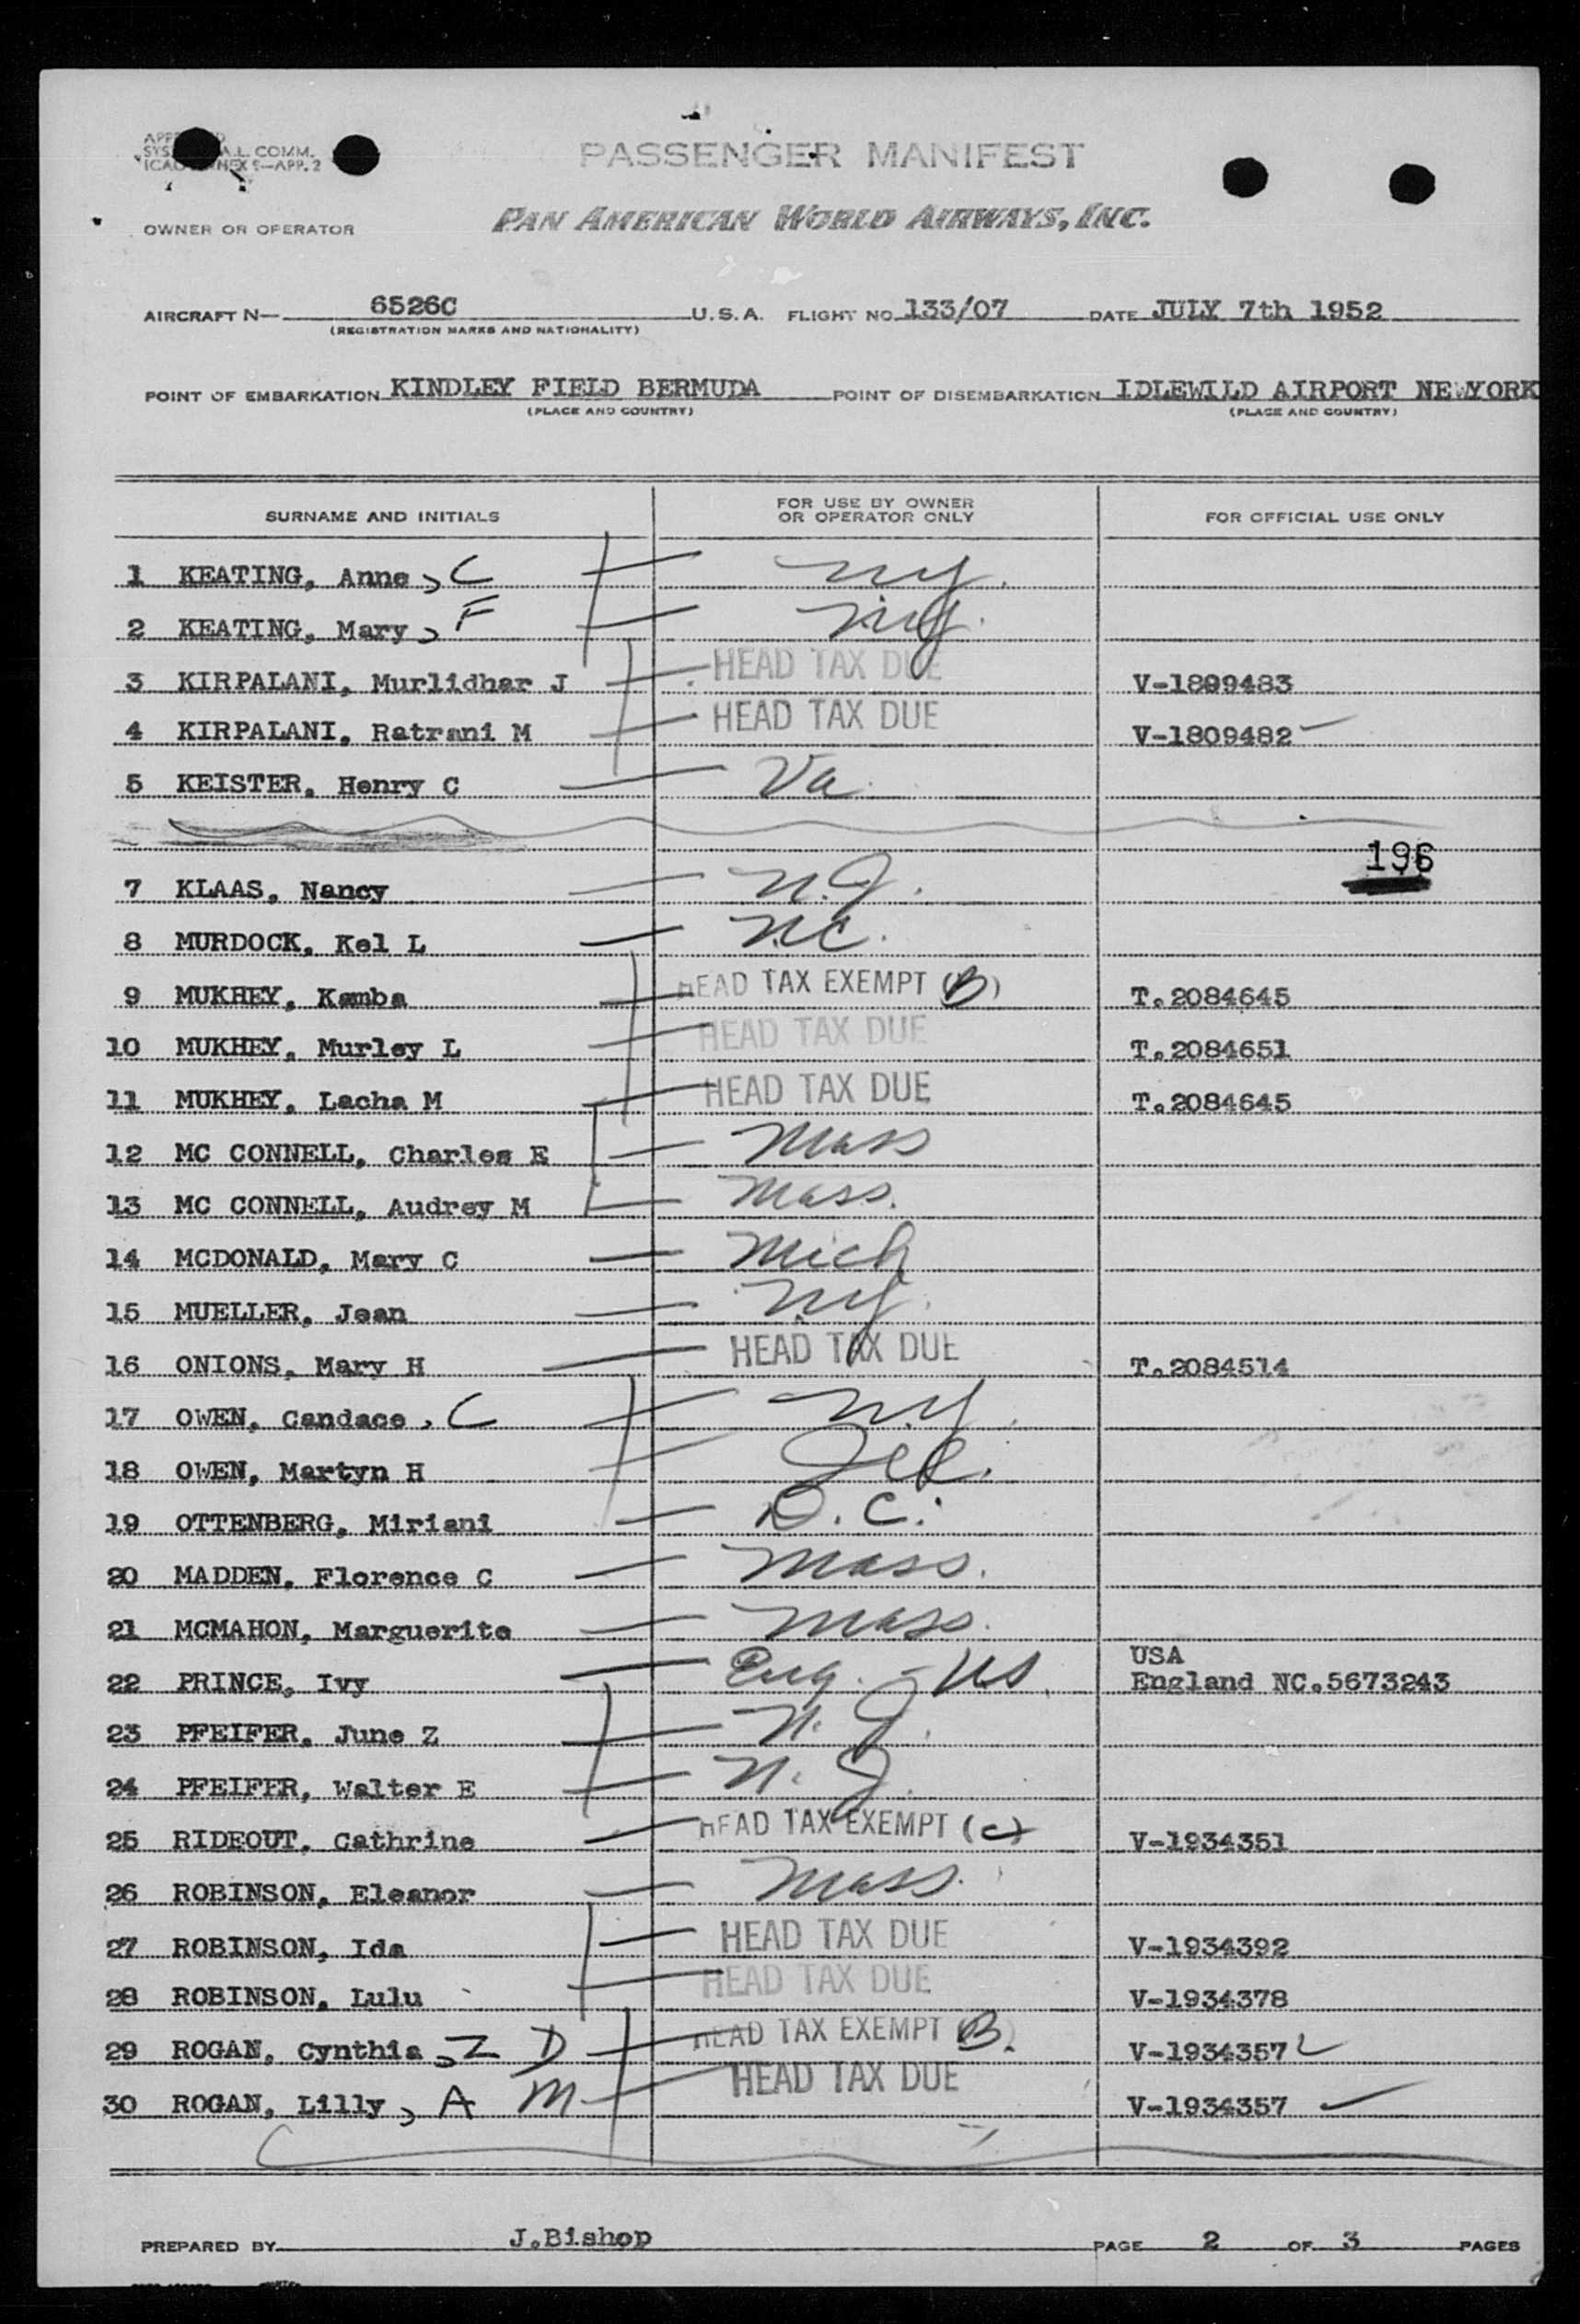 PASSENGER MANIFEST
PAN AMERICAN WORLD AIRWAYS, INC.
OWNER OR OPERATOR
AIRCRAFT N— 6526C U.S.A. FLIGHT NO. 133/07 DATE JULY 7th 1952
(REGISTRATION MARKS AND NATIONALITY)
POINT OF EMBARKATION KINDLEY FIELD BERMUDA POINT OF DISEMBARKATION IDLEWILD AIRPORT NEWYORK
(PLACE AND COUNTRY) (PLACE AND COUNTRY)
SURNAME AND INITIALS FOR USE BY OWNER OR OPERATOR ONLY FOR OFFICIAL USE ONLY
1 KEATING, Anne, C N.Y.
2 KEATING, Mary, F N.Y.
3 KIRPALANI, Murlidhar J HEAD TAX DUE V-1809483
4 KIRPALANI, Ratrani M HEAD TAX DUE V-1809482
5 KEISTER, Henry C Va.
196
7 KLAAS, Nancy N.J.
8 MURDOCK, Kel L N.C.
9 MUKHEY, Kamba HEAD TAX EXEMPT (B) T.2084645
10 MUKHEY, Murley L HEAD TAX DUE T.2084651
11 MUKHEY, Lacha M HEAD TAX DUE T.2084645
12 MC CONNELL, Charles E Mass
13 MC CONNELL, Audrey M Mass.
14 MCDONALD, Mary C Mich
15 MUELLER, Jean N.Y.
16 ONIONS, Mary H HEAD TAX DUE T.2084514
17 OWEN, Candace, C N.Y.
18 OWEN, Martyn H
19 OTTENBERG, Miriani D.C.
20 MADDEN, Florence C Mass.
21 MCMAHON, Marguerite Mass.
USA
22 PRINCE, Ivy Eng. - US England NC.5673243
23 PFEIFER, June Z N.J.
24 PFEIFER, Walter E N.J.
25 RIDEOUT, Cathrine HEAD TAX EXEMPT (C) V-1934351
26 ROBINSON, Eleanor Mass.
27 ROBINSON, Ida HEAD TAX DUE V-1934392
28 ROBINSON, Lulu HEAD TAX DUE V-1934378
29 ROGAN, Cynthia, Z D HEAD TAX EXEMPT (B) V-1934357
30 ROGAN, Lilly, A M HEAD TAX DUE V-1934357
PREPARED BY J.Bishop PAGE 2 OF 3 PAGES